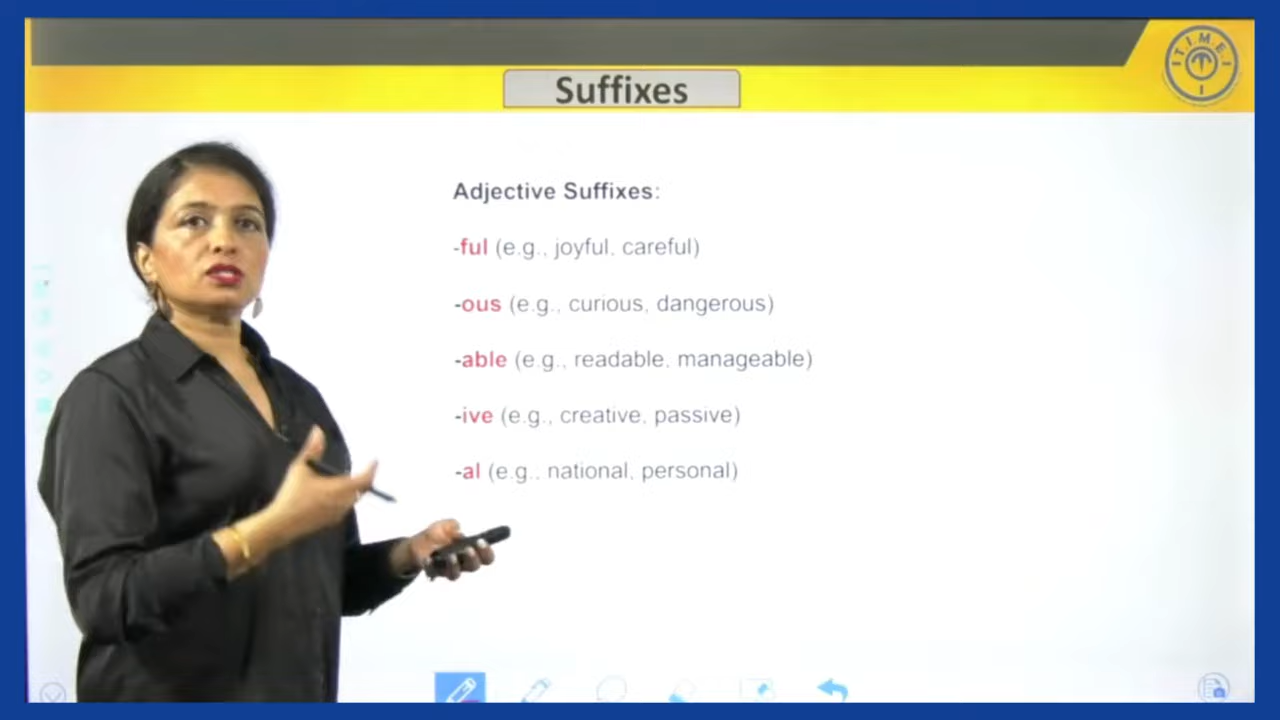 T.I.M.E.
Suffixes
Adjective Suffixes:
-ful (e.g., joyful, careful)
-ous (e.g., curious, dangerous)
-able (e.g., readable, manageable)
-ive (e.g., creative, passive)
-al (e.g., national, personal)